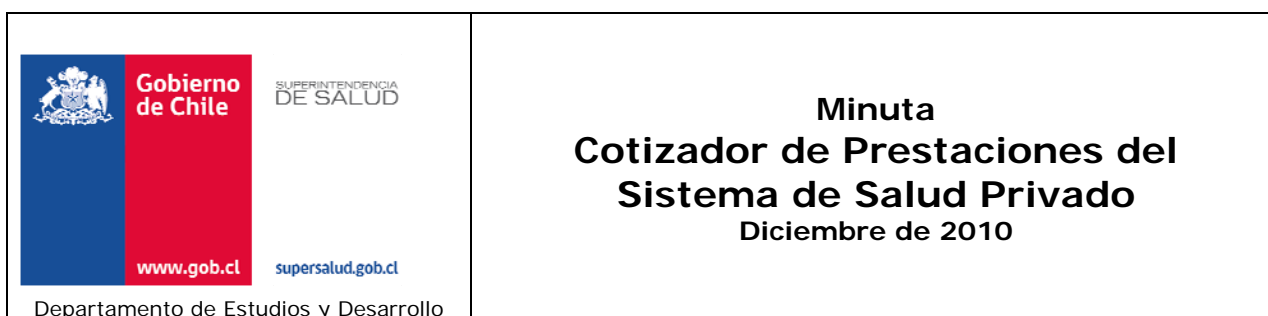 Gobierno
de Chile
SUPERINTENDENCIA
DE SALUD
www.gob.cl
supersalud.gob.cl
Departamento de Estudios y Desarrollo
Minuta
Cotizador de Prestaciones del
Sistema de Salud Privado
Diciembre de 2010